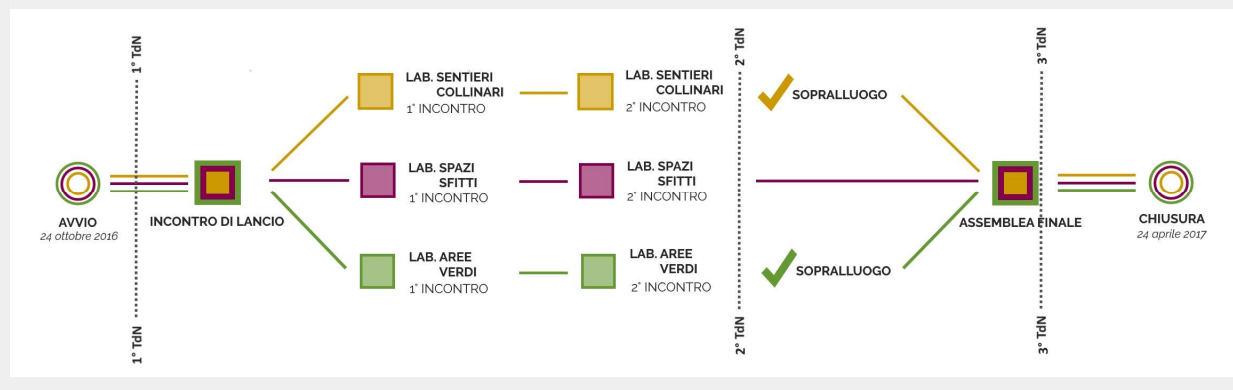 1° TdN
2° TdN
3° TdN
LAB. SENTIERI
COLLINARI
1° INCONTRO
LAB. SENTIERI
COLLINARI
2° INCONTRO
SOPRALLUOGO
LAB. SPAZI
SFITTI
1° INCONTRO
LAB. SPAZI
SFITTI
2° INCONTRO
AVVIO
24 ottobre 2016
INCONTRO DI LANCIO
ASSEMBLEA FINALE
CHIUSURA
24 aprile 2017
LAB. AREE
VERDI
1° INCONTRO
LAB. AREE
VERDI
2° INCONTRO
SOPRALLUOGO
1° TdN
2° TdN
3° TdN